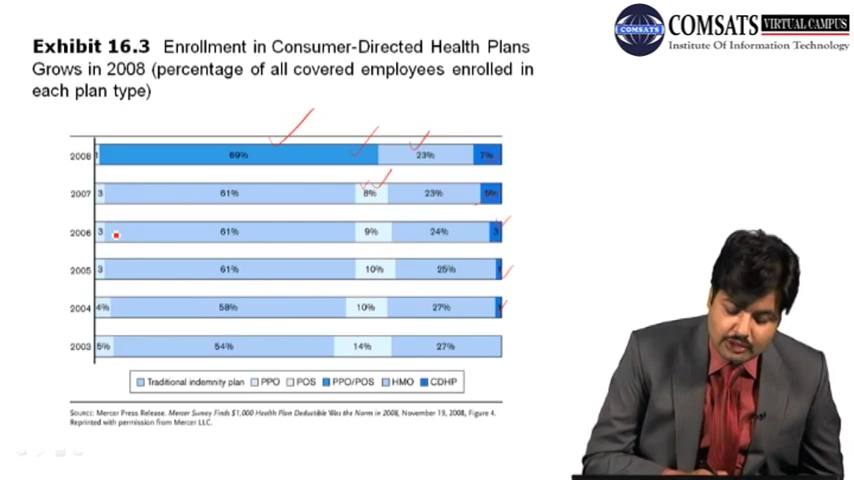 COMSATS VIRTUAL CAMPUS
COMSATS
Institute Of Information Technology
Exhibit 16.3 Enrollment in Consumer-Directed Health Plans
Grows in 2008 (percentage of all covered employees enrolled in
each plan type)
2008 1 69% 23% 7%
2007 3 61% 8% 23% 5%
2006 3 61% 9% 24% 3
2005 3 61% 10% 25%
2004 4% 58% 10% 27%
2003 5% 54% 14% 27%
Traditional indemnity plan PPO POS PPO/POS HMO CDHP
SOURCE: Mercer Press Release. Mercer Survey Finds $1,000 Health Plan Deductible Was the Norm in 2008, November 19, 2008, Figure 4.
Reprinted with permission from Mercer LLC.